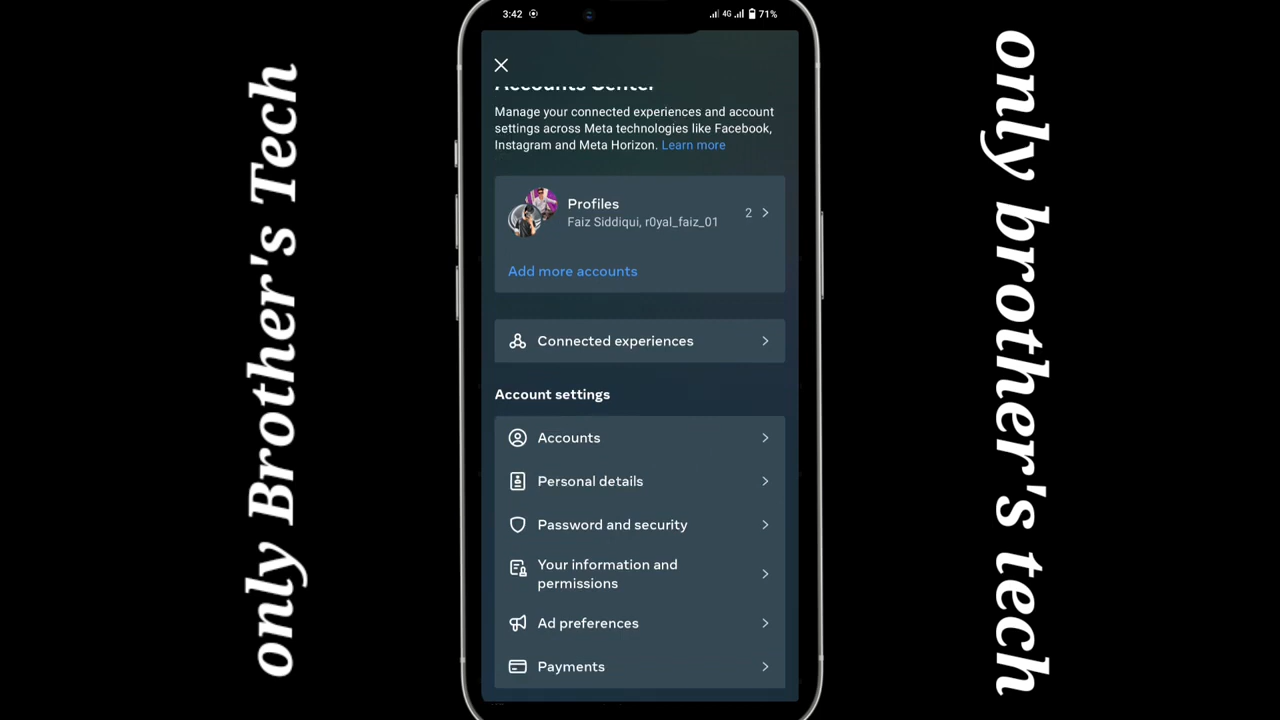 only Brother's Tech
3:42
4G
71%
Accounts Center
Manage your connected experiences and account
settings across Meta technologies like Facebook,
Instagram and Meta Horizon. Learn more
Profiles
Faiz Siddiqui, r0yal_faiz_01
2
Add more accounts
Connected experiences
Account settings
Accounts
Personal details
Password and security
Your information and
permissions
Ad preferences
Payments
only brother's tech